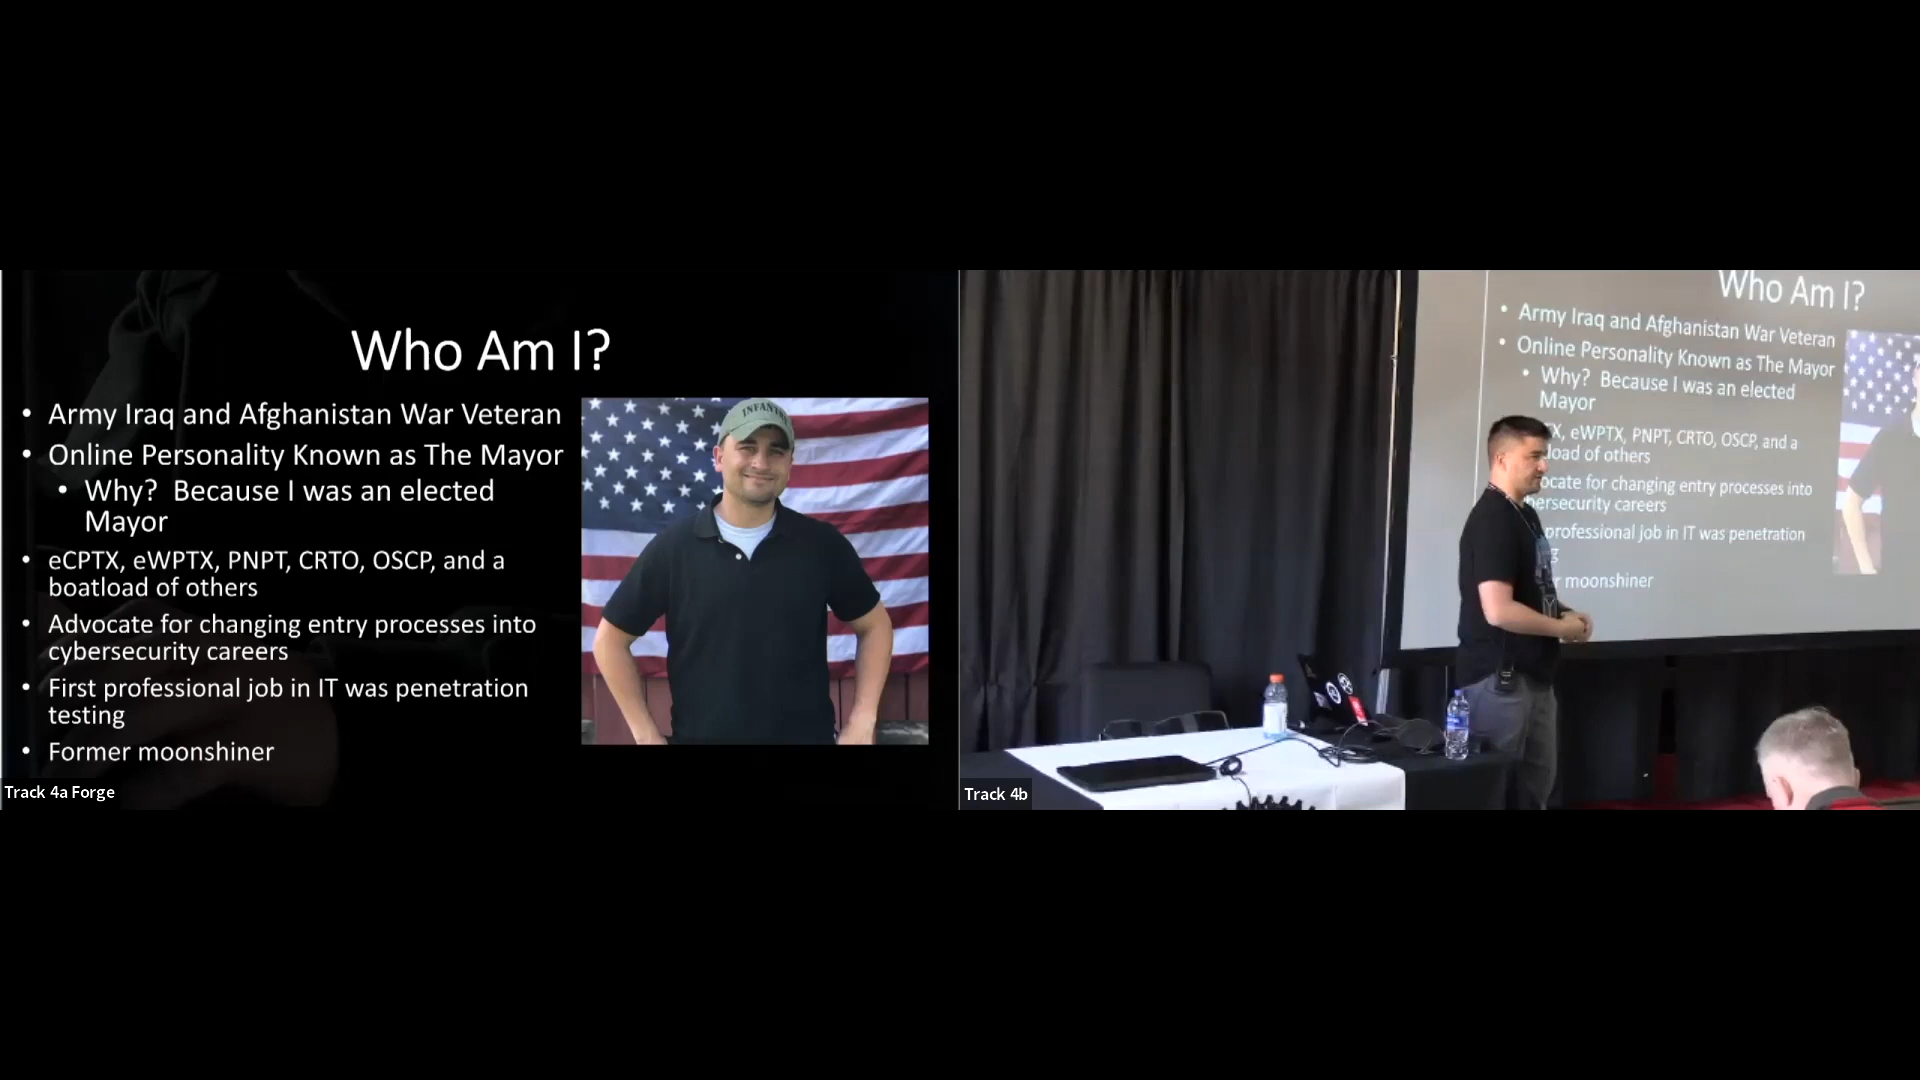 Who Am I?
• Army Iraq and Afghanistan War Veteran
• Online Personality Known as The Mayor
• Why?  Because I was an elected
Mayor
• eCPTX, eWPTX, PNPT, CRTO, OSCP, and a
boatload of others
• Advocate for changing entry processes into
cybersecurity careers
• First professional job in IT was penetration
testing
• Former moonshiner
INFANTRY
Track 4a Forge
Who Am I?
• Army Iraq and Afghanistan War Veteran
• Online Personality Known as The Mayor
• Why?  Because I was an elected
Mayor
X, eWPTX, PNPT, CRTO, OSCP, and a
load of others
ocate for changing entry processes into
bersecurity careers
professional job in IT was penetration
g
r moonshiner
Track 4b